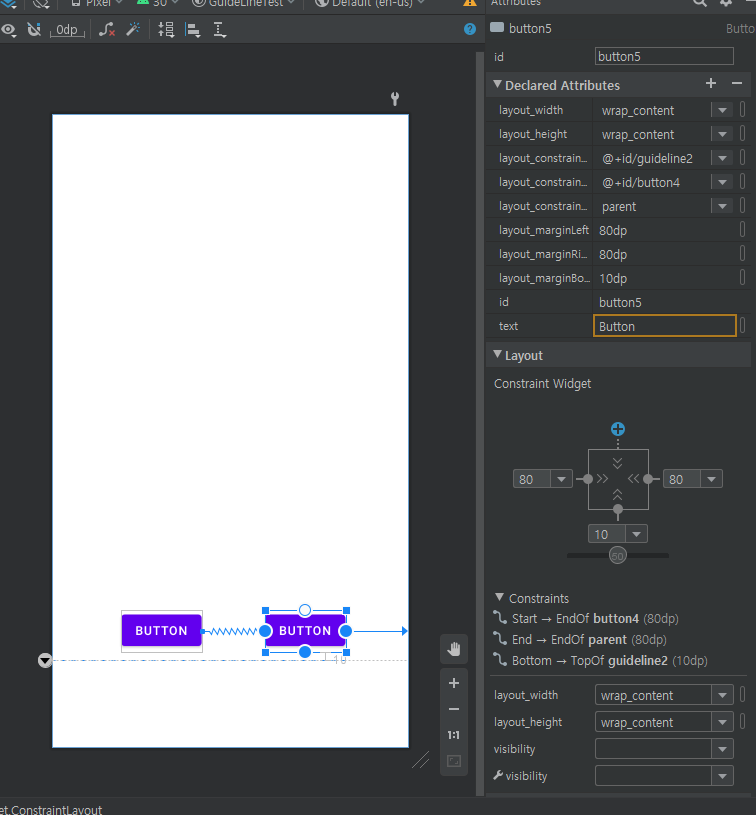 Pixel 30 GuideLineTest Default (en-us)
Attributes
0dp
button5 Butto
id button5
Declared Attributes
layout_width wrap_content
layout_height wrap_content
layout_constrain... @+id/guideline2
layout_constrain... @+id/button4
layout_constrain... parent
layout_marginLeft 80dp
layout_marginRi... 80dp
layout_marginBo... 10dp
id button5
text Button
Layout
Constraint Widget
80 80
10
50
BUTTON BUTTON
10
1:1
Constraints
Start → EndOf button4 (80dp)
End → EndOf parent (80dp)
Bottom → TopOf guideline2 (10dp)
layout_width wrap_content
layout_height wrap_content
visibility
visibility
et.ConstraintLayout